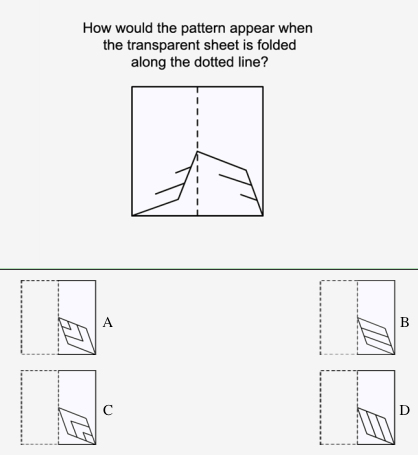 How would the pattern appear when
the transparent sheet is folded
along the dotted line?
A
B
C
D